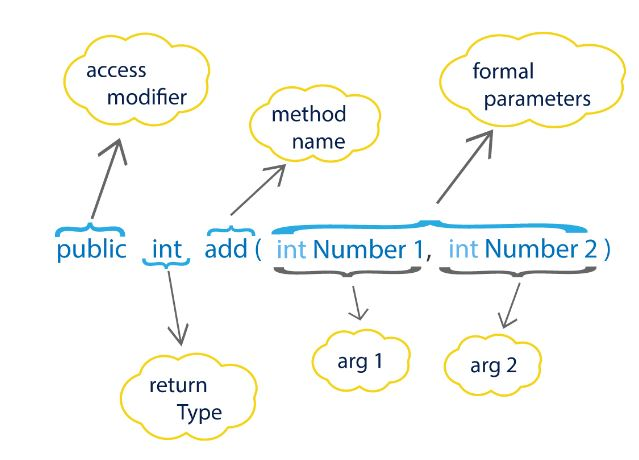 access
modifier
method
name
formal
parameters
public int add ( int Number 1, int Number 2 )
return
Type
arg 1
arg 2